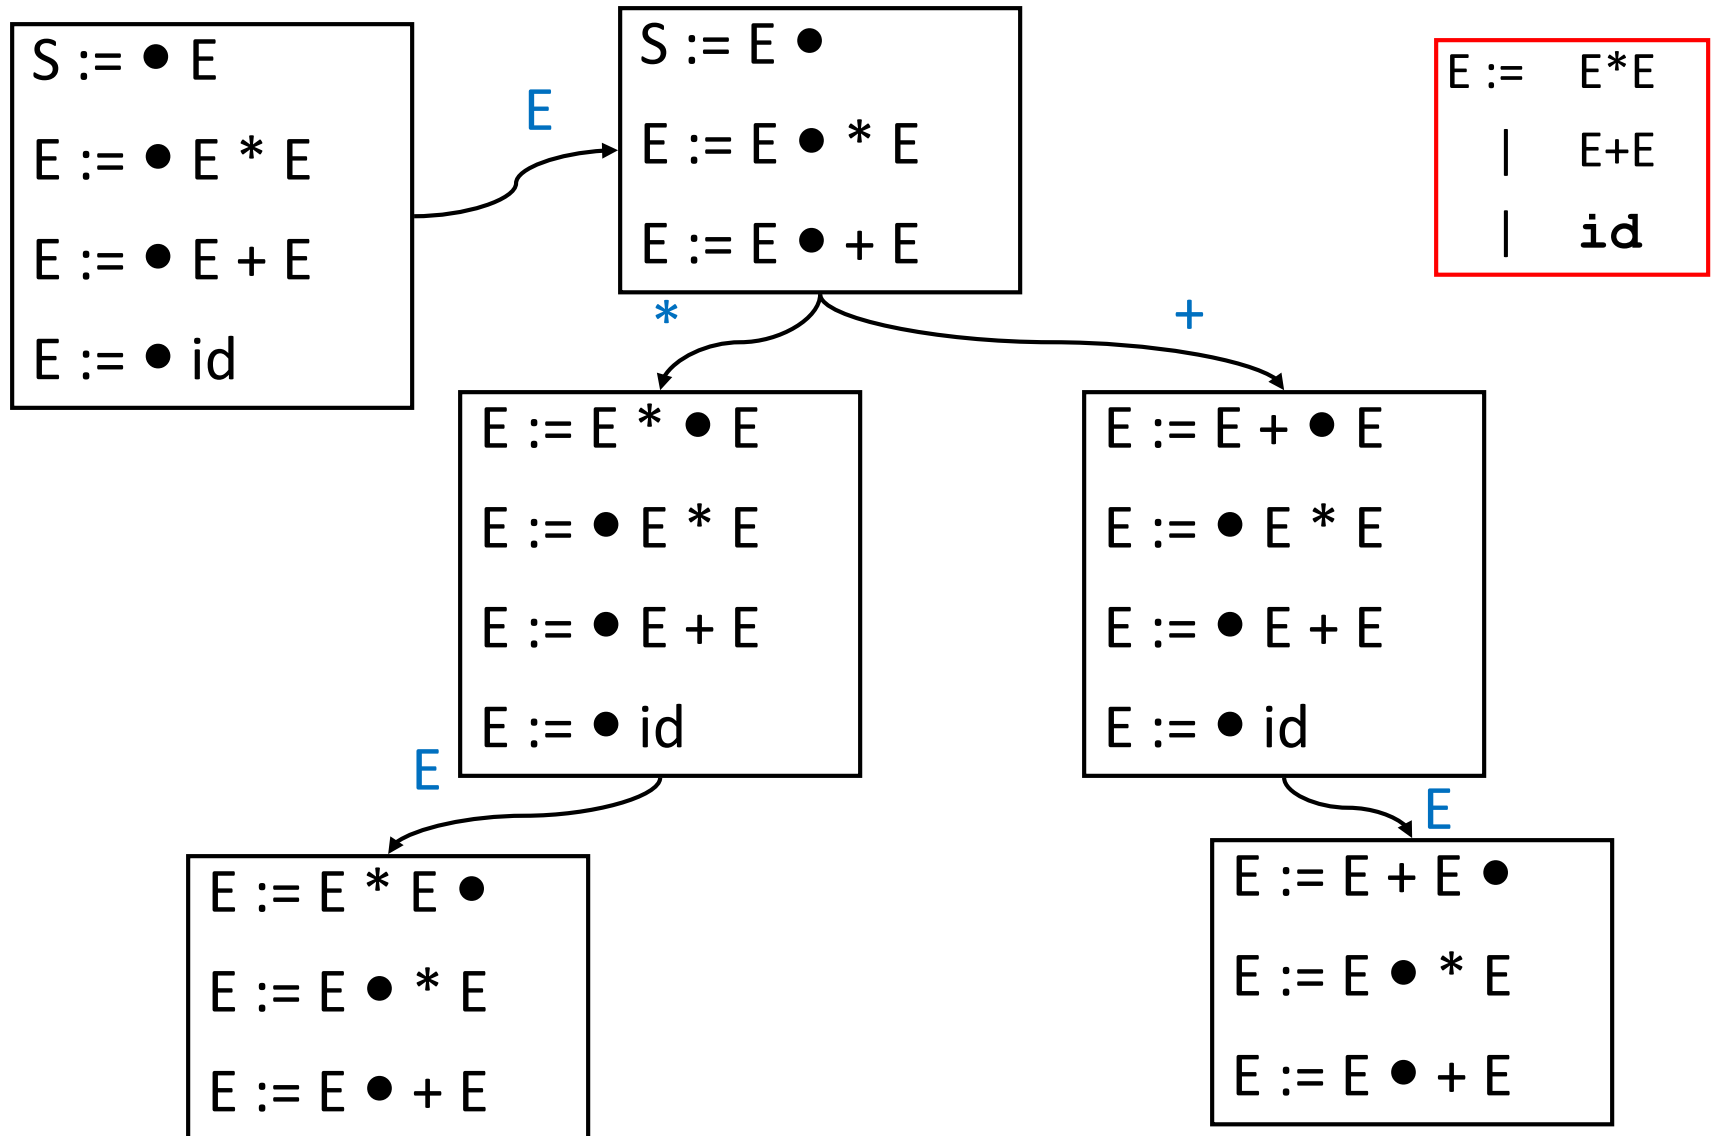 S := ● E
E := ● E * E
E := ● E + E
E := ● id
E
S := E ●
E := E ● * E
E := E ● + E
E := E*E
| E+E
| id
*
+
E := E * ● E
E := ● E * E
E := ● E + E
E := ● id
E := E + ● E
E := ● E * E
E := ● E + E
E := ● id
E
E
E := E * E ●
E := E ● * E
E := E ● + E
E := E + E ●
E := E ● * E
E := E ● + E